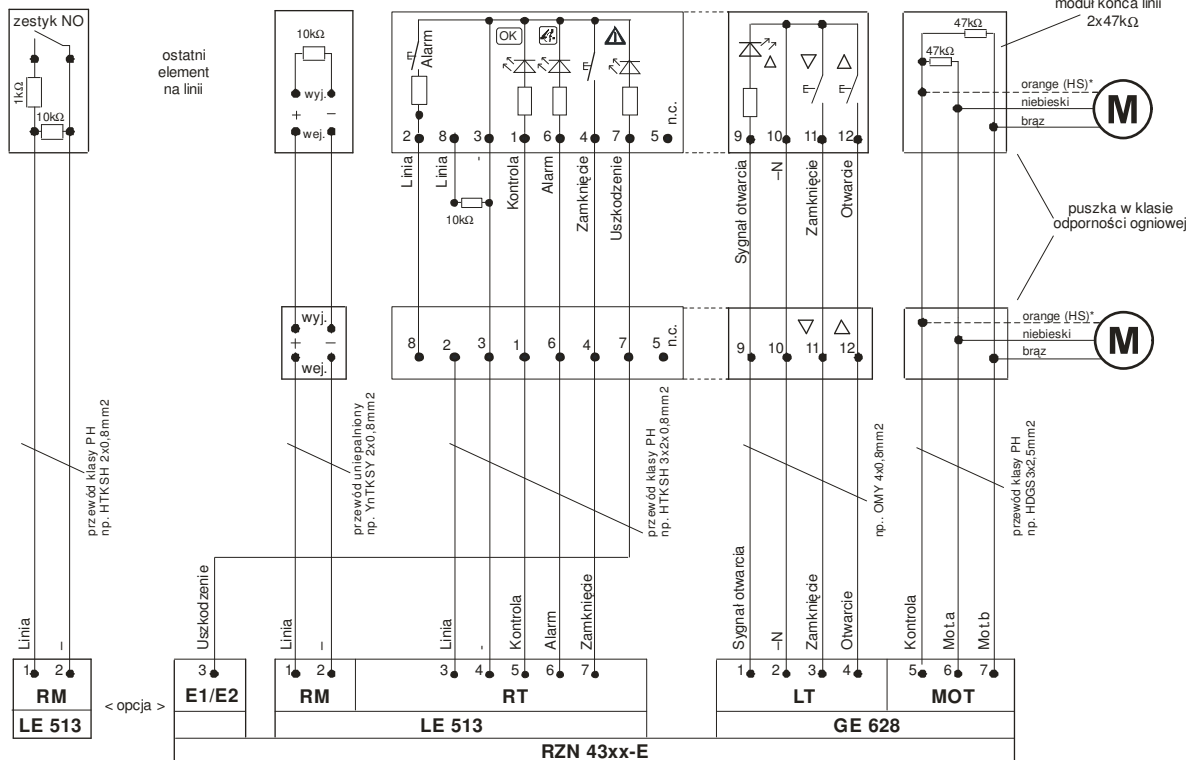 moduł końca linii
2x47kΩ
zestyk NO
1kΩ
10kΩ
ostatni
element
na linii
10kΩ
wyj.
+ –
wej.
Alarm
OK
2 8 3 1 6 4 7 5 n.c.
Linia
Linia
-
Kontrola
Alarm
Zamknięcie
Uszkodzenie
10kΩ
9 10 11 12
Sygnał otwarcia
–N
Zamknięcie
Otwarcie
47kΩ
47kΩ
orange (HS)*
niebieski
brąz
M
puszka w klasie
odporności ogniowej
wyj.
+ –
wej.
8 2 3 1 6 4 7 5 n.c.
9 10 11 12
orange (HS)*
niebieski
brąz
M
przewód klasy PH
np. HTKSH 2x0,8mm2
przewód uniepalniony
np. YnTKSY 2x0,8mm2
przewód klasy PH
np. HTKSH 3x2x0,8mm2
np.. OMY 4x0,8mm2
przewód klasy PH
np. HDGS3x2,5mm2
Linia
–
Uszkodzenie
Linia
–
Linia
-
Kontrola
Alarm
Zamknięcie
Sygnał otwarcia
–N
Zamknięcie
Otwarcie
Kontrola
Mot.a
Mot.b
1 2
3
1 2
3 4 5 6 7
1 2 3 4
5 6 7
RM
< opcja >
E1/E2
RM
RT
LT
MOT
LE 513
LE 513
GE 628
RZN 43xx-E